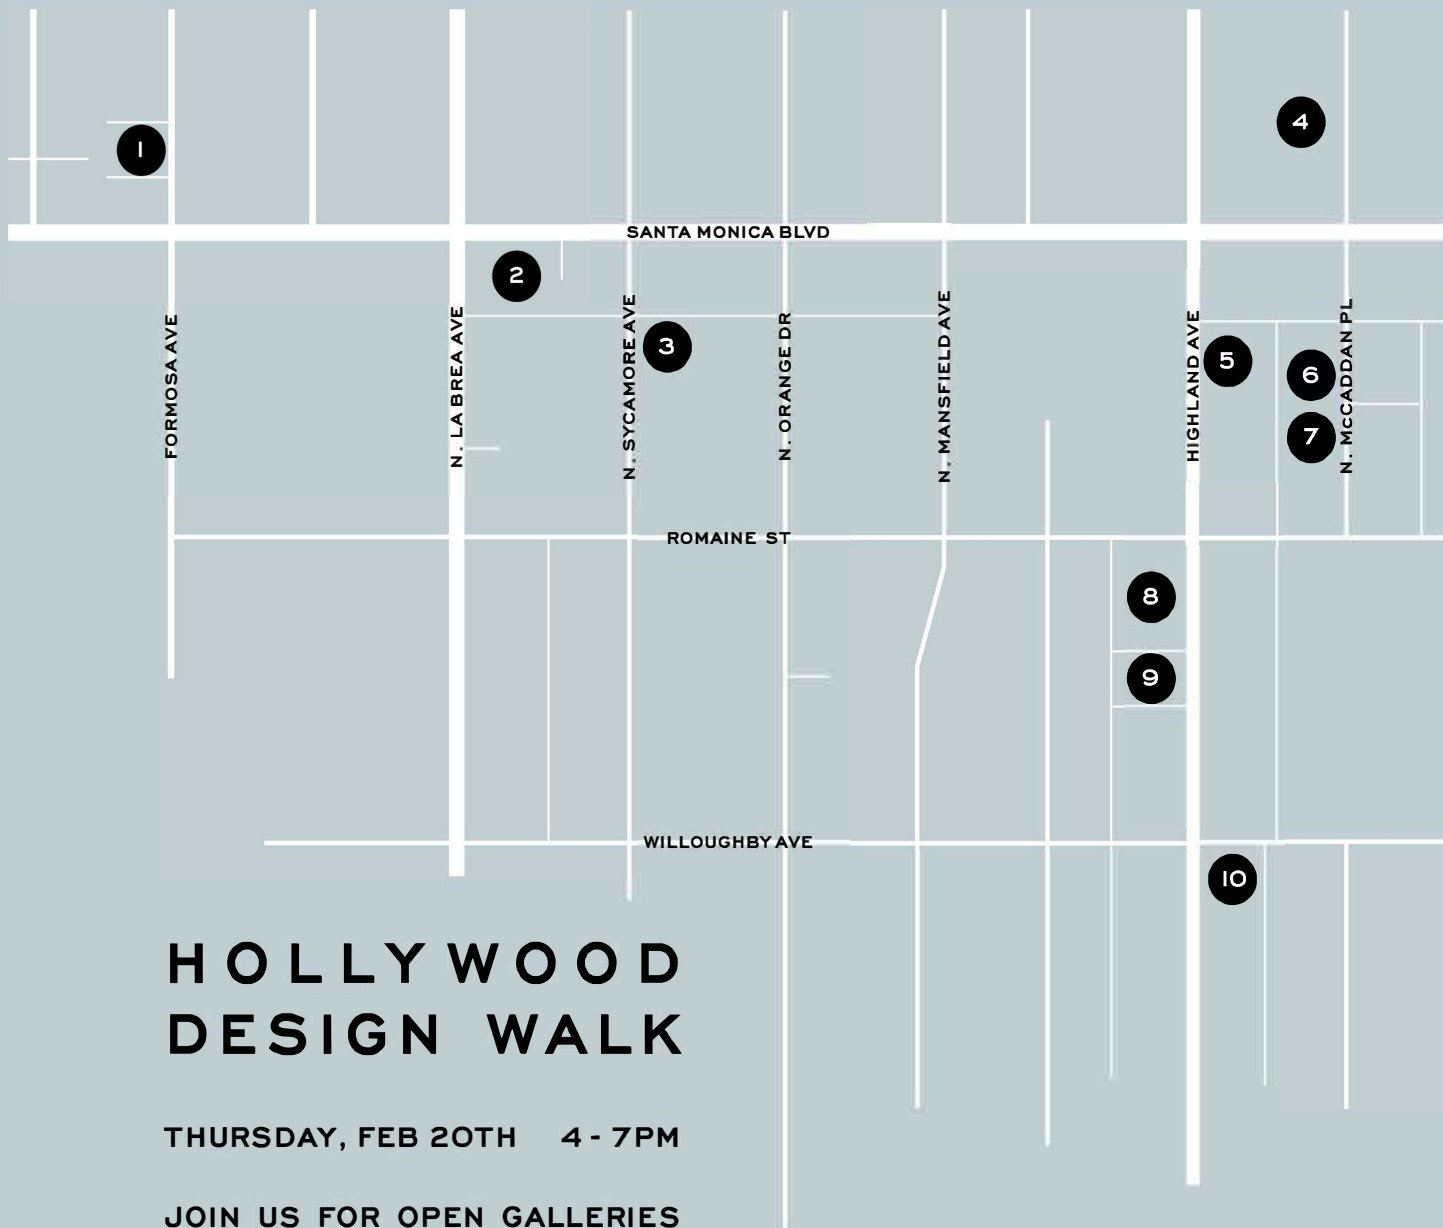 1
4
SANTA MONICA BLVD
2
FORMOSA AVE
N. LA BREA AVE
N. SYCAMORE AVE
3
N. ORANGE DR
N. MANSFIELD AVE
HIGHLAND AVE
5
6
7
N. McCADDAN PL
ROMAINE ST
8
9
WILLOUGHBY AVE
10
HOLLYWOOD
DESIGN WALK
THURSDAY, FEB 20TH 4 - 7PM
JOIN US FOR OPEN GALLERIES